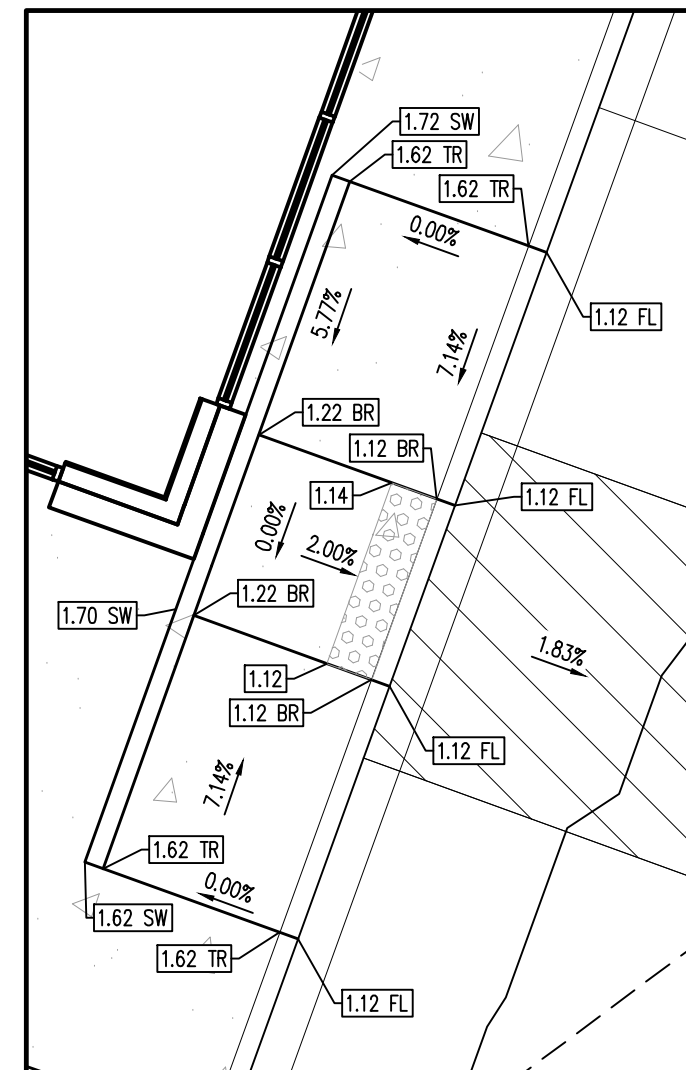 1.72 SW
1.62 TR
1.62 TR
0.00%
1.12 FL
5.77%
7.14%
1.22 BR
1.12 BR
1.14
1.12 FL
0.00%
2.00%
1.22 BR
1.70 SW
1.83%
1.12
1.12 BR
1.12 FL
7.14%
1.62 TR
0.00%
1.62 SW
1.62 TR
1.12 FL